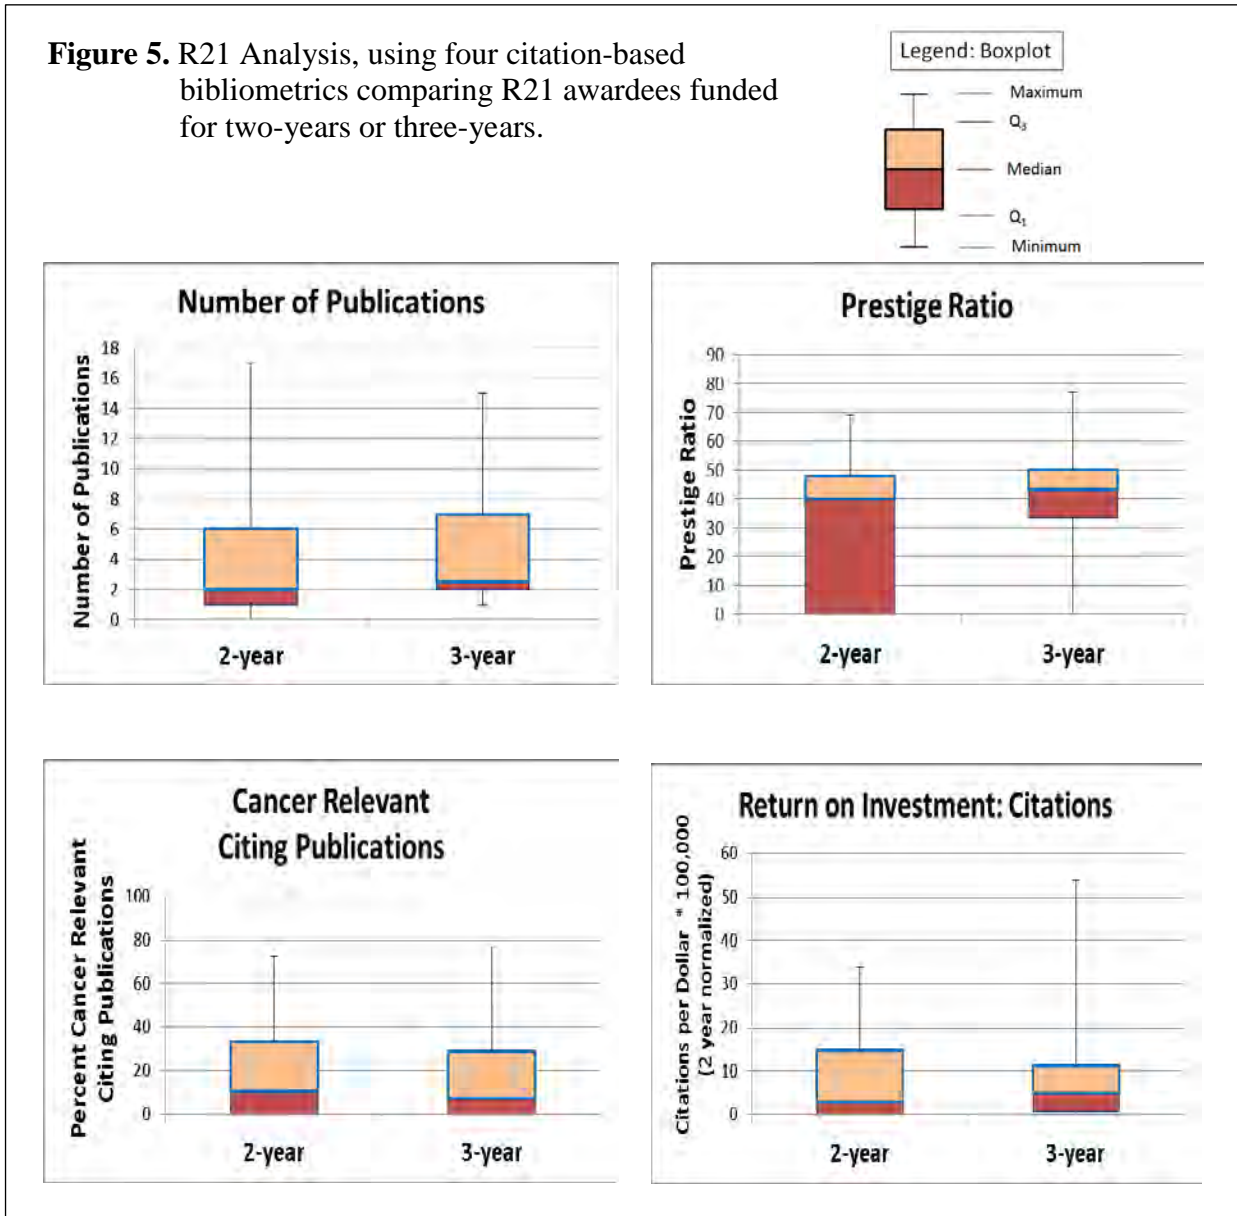 Figure 5. R21 Analysis, using four citation-based
bibliometrics comparing R21 awardees funded
for two-years or three-years.
Legend: Boxplot
Maximum
Q3
Median
Q1
Minimum
Number of Publications
Number of Publications
18
16
14
12
10
8
6
4
2
0
2-year
3-year
Prestige Ratio
Prestige Ratio
90
80
70
60
50
40
30
20
10
0
2-year
3-year
Cancer Relevant
Citing Publications
Percent Cancer Relevant
Citing Publications
100
80
60
40
20
0
2-year
3-year
Return on Investment: Citations
Citations per Dollar * 100,000
(2 year normalized)
60
50
40
30
20
10
0
2-year
3-year